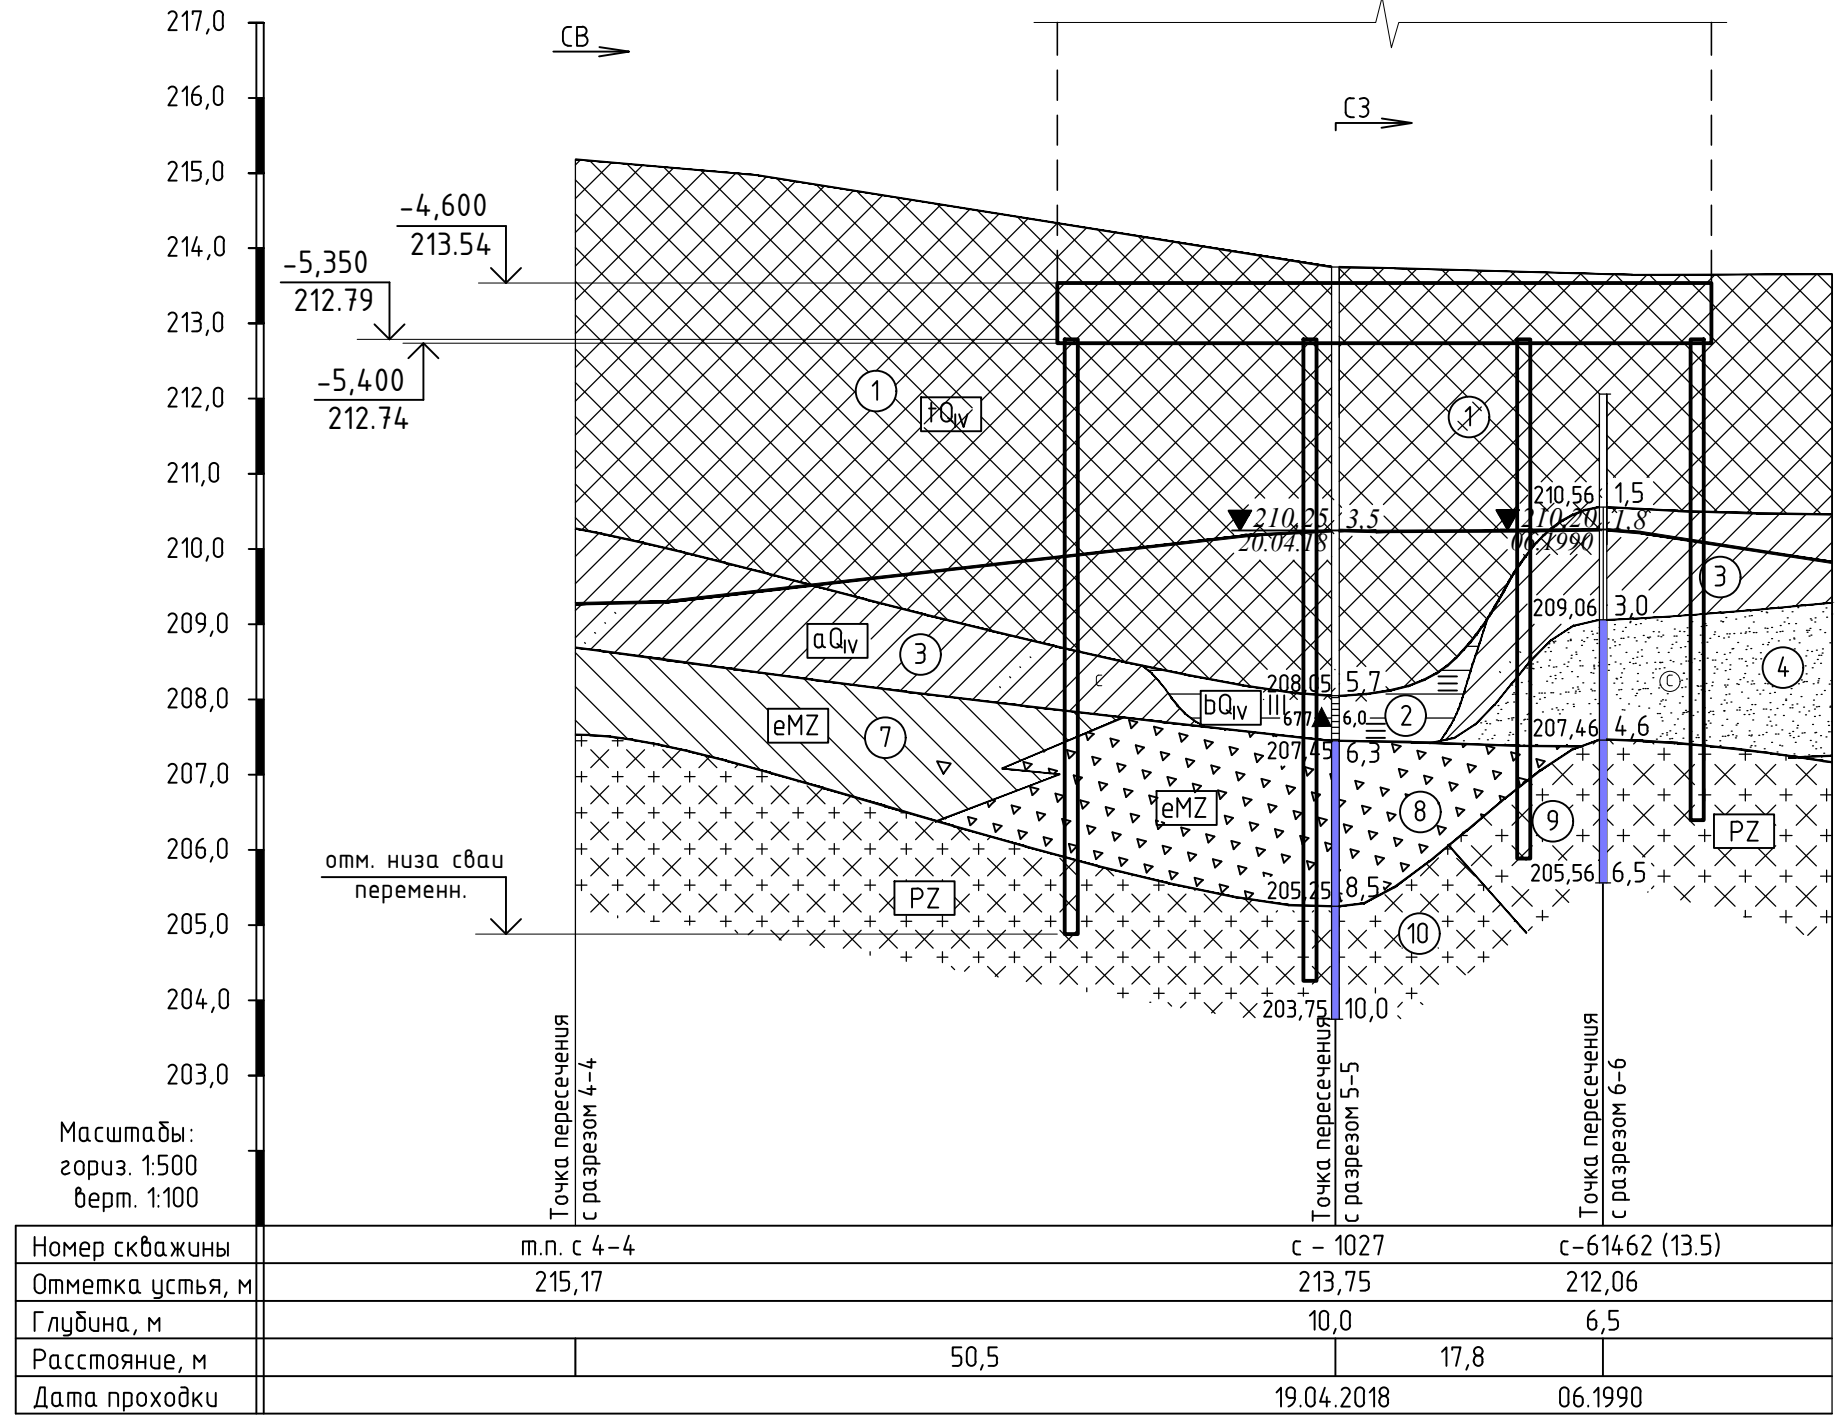 217,0
216,0
215,0
214,0
213,0
212,0
211,0
210,0
209,0
208,0
207,0
206,0
205,0
204,0
203,0
СВ
СЗ
-4,600
213.54
-5,350
212.79
-5,400
212.74
1
tQIV
1
210,56 1,5
210,25 3,5
20.04.18
210,20 1,8
06.1990
3
209,06 3,0
aQIV
3
4
с
С
208,05 5,7
bQIV III
677 6,0
2
207,46 4,6
eMZ
7
207,45 6,3
eMZ
8
9
PZ
отм. низа сваи
переменн.
PZ
205,25 8,5
205,56 6,5
10
203,75 10,0
Точка пересечения
с разрезом 4-4
Точка пересечения
с разрезом 5-5
Точка пересечения
с разрезом 6-6
Масштабы:
гориз. 1:500
верт. 1:100
Номер скважины т.п. с 4-4 с - 1027 с-61462 (13.5)
Отметка устья, м 215,17 213,75 212,06
Глубина, м 10,0 6,5
Расстояние, м 50,5 17,8
Дата проходки 19.04.2018 06.1990